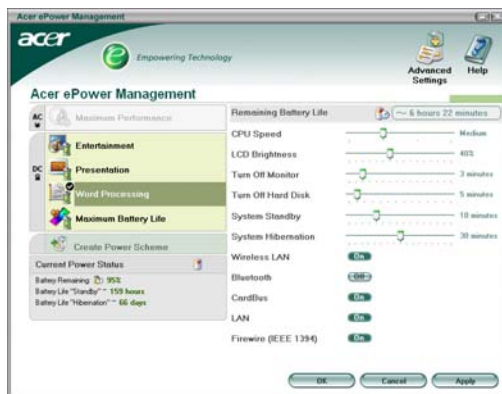 Acer ePower Management
acer
Empowering Technology
Advanced Settings
Help
Acer ePower Management
AC
Maximum Performance
DC
Entertainment
Presentation
Word Processing
Maximum Battery Life
Create Power Scheme
Current Power Status
Battery Remaining: 95%
Battery Life "Standby" ~ 159 hours
Battery Life "Hibernation" ~ 66 days
Remaining Battery Life ~ 6 hours 22 minutes
CPU Speed Medium
LCD Brightness 40%
Turn Off Monitor 3 minutes
Turn Off Hard Disk 5 minutes
System Standby 10 minutes
System Hibernation 30 minutes
Wireless LAN On
Bluetooth Off
CardBus On
LAN On
Firewire (IEEE 1394) On
OK Cancel Apply